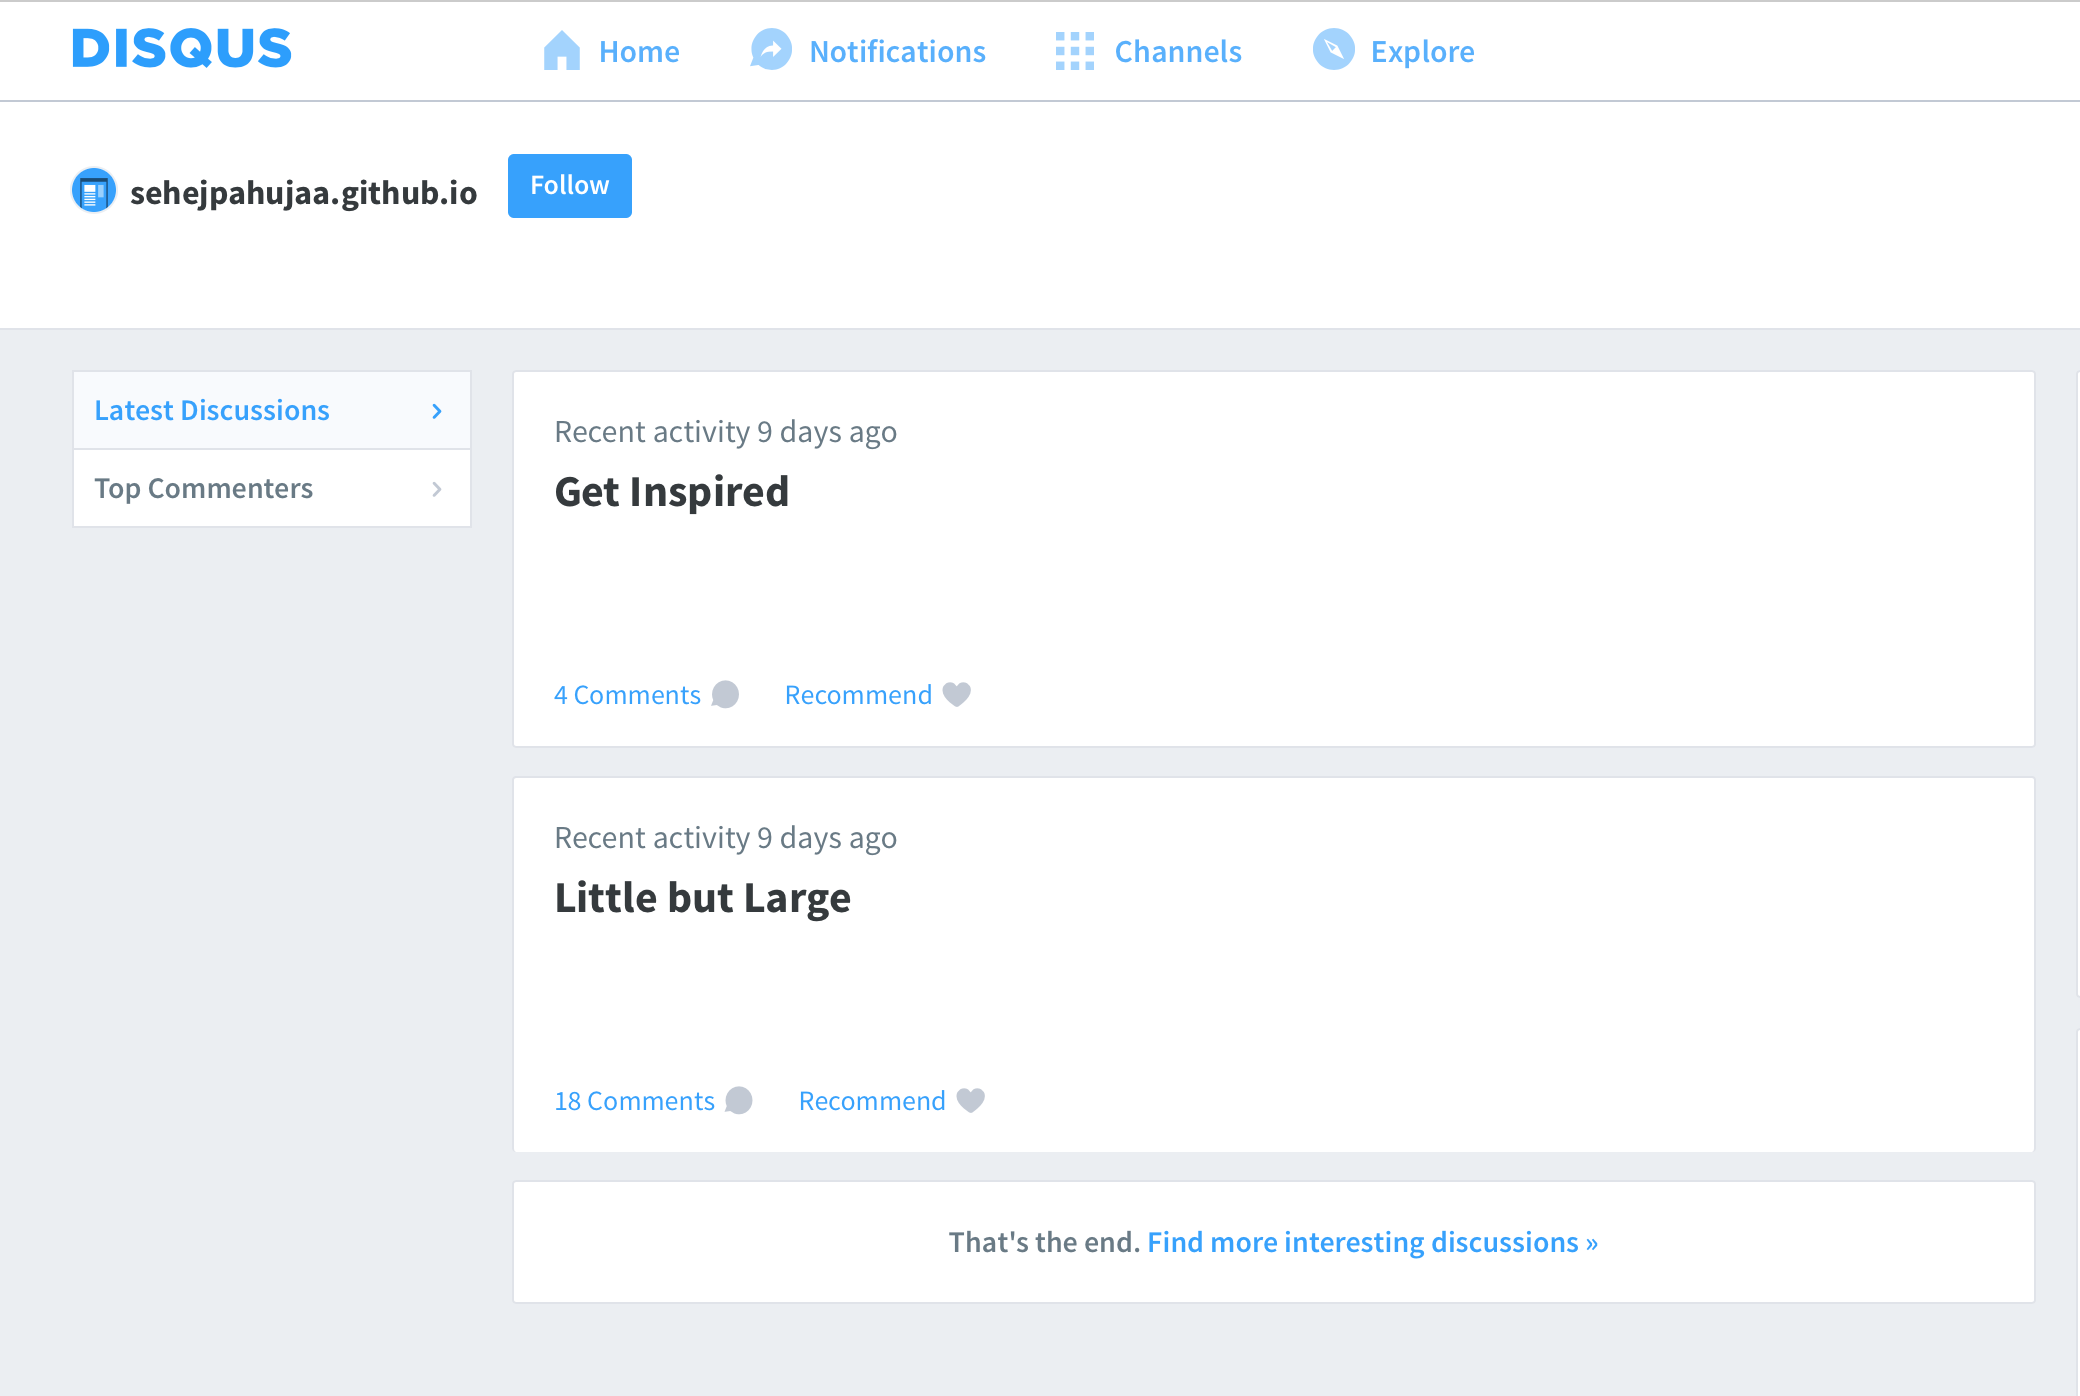 DISQUS
Home
Notifications
Channels
Explore
sehejpahujaa.github.io
Follow
Latest Discussions
Top Commenters
Recent activity 9 days ago
Get Inspired
4 Comments
Recommend
Recent activity 9 days ago
Little but Large
18 Comments
Recommend
That's the end. Find more interesting discussions »